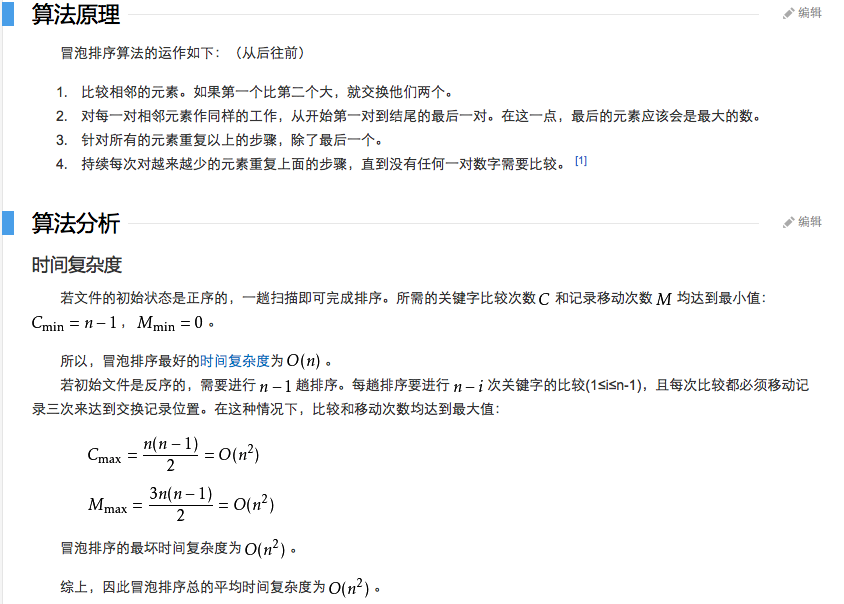 算法原理 编辑
冒泡排序算法的运作如下：（从后往前）
1. 比较相邻的元素。如果第一个比第二个大，就交换他们两个。
2. 对每一对相邻元素作同样的工作，从开始第一对到结尾的最后一对。在这一点，最后的元素应该会是最大的数。
3. 针对所有的元素重复以上的步骤，除了最后一个。
4. 持续每次对越来越少的元素重复上面的步骤，直到没有任何一对数字需要比较。 [1]
算法分析 编辑
时间复杂度
若文件的初始状态是正序的，一趟扫描即可完成排序。所需的关键字比较次数 C 和记录移动次数 M 均达到最小值：
C_min = n − 1 ， M_min = 0 。
所以，冒泡排序最好的时间复杂度为 O(n) 。
若初始文件是反序的，需要进行 n − 1 趟排序。每趟排序要进行 n − i 次关键字的比较(1≤i≤n-1)，且每次比较都必须移动记
录三次来达到交换记录位置。在这种情况下，比较和移动次数均达到最大值：
C_max = n(n − 1)/2 = O(n²)
M_max = 3n(n − 1)/2 = O(n²)
冒泡排序的最坏时间复杂度为 O(n²) 。
综上，因此冒泡排序总的平均时间复杂度为 O(n²) 。